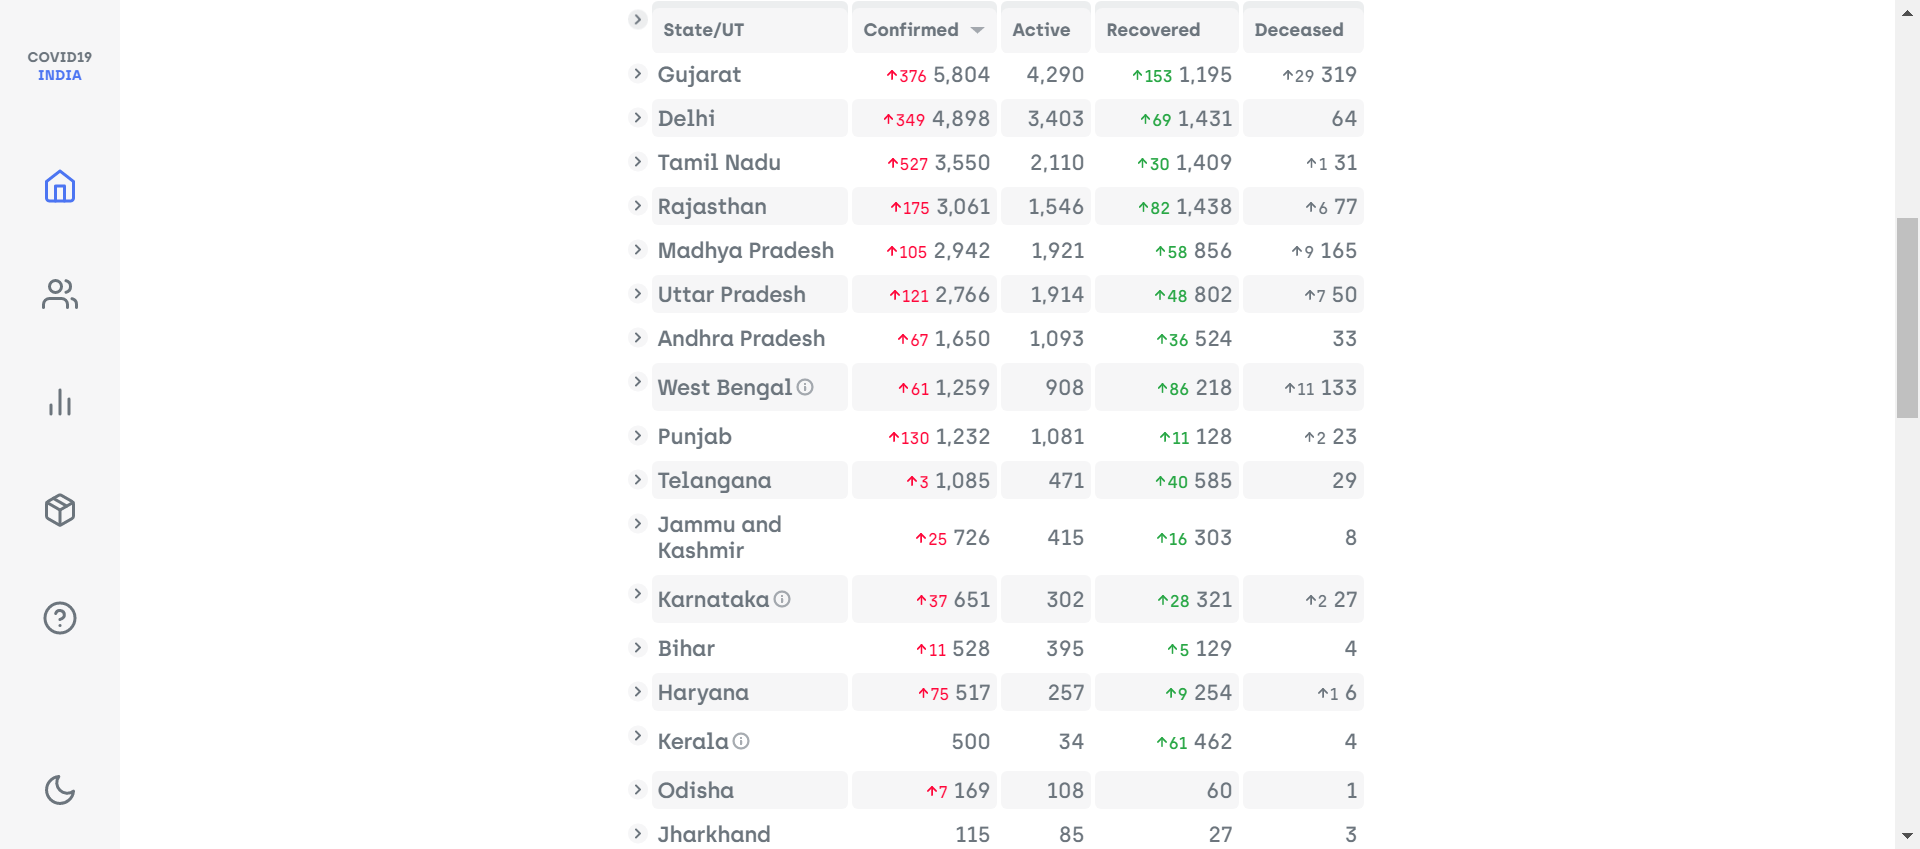 COVID19
INDIA
State/UT Confirmed Active Recovered Deceased
Gujarat ↑376 5,804 4,290 ↑153 1,195 ↑29 319
Delhi ↑349 4,898 3,403 ↑69 1,431 64
Tamil Nadu ↑527 3,550 2,110 ↑30 1,409 ↑1 31
Rajasthan ↑175 3,061 1,546 ↑82 1,438 ↑6 77
Madhya Pradesh ↑105 2,942 1,921 ↑58 856 ↑9 165
Uttar Pradesh ↑121 2,766 1,914 ↑48 802 ↑7 50
Andhra Pradesh ↑67 1,650 1,093 ↑36 524 33
West Bengal ↑61 1,259 908 ↑86 218 ↑11 133
Punjab ↑130 1,232 1,081 ↑11 128 ↑2 23
Telangana ↑3 1,085 471 ↑40 585 29
Jammu and
Kashmir ↑25 726 415 ↑16 303 8
Karnataka ↑37 651 302 ↑28 321 ↑2 27
Bihar ↑11 528 395 ↑5 129 4
Haryana ↑75 517 257 ↑9 254 ↑1 6
Kerala 500 34 ↑61 462 4
Odisha ↑7 169 108 60 1
Jharkhand 115 85 27 3